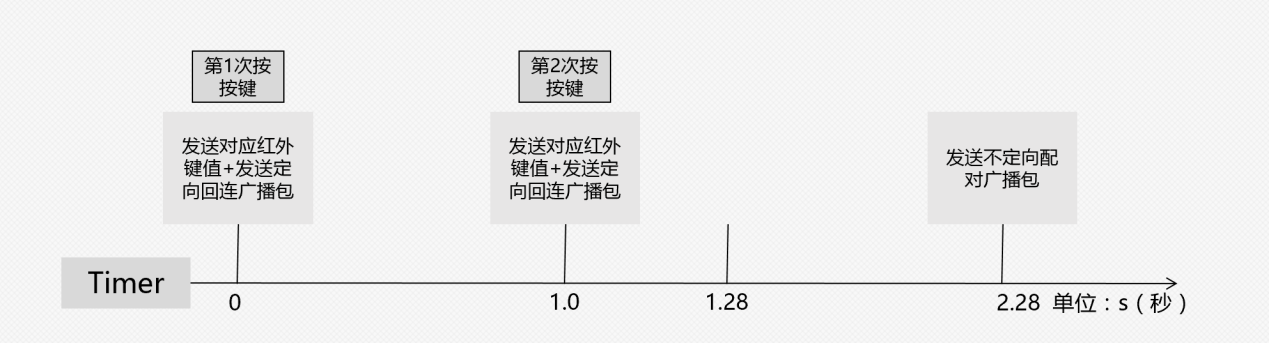 第1次按
按键
第2次按
按键
发送对应红外
键值+发送定
向回连广播包
发送对应红外
键值+发送定
向回连广播包
发送不定向配
对广播包
Timer
0
1.0
1.28
2.28 单位：s（秒）